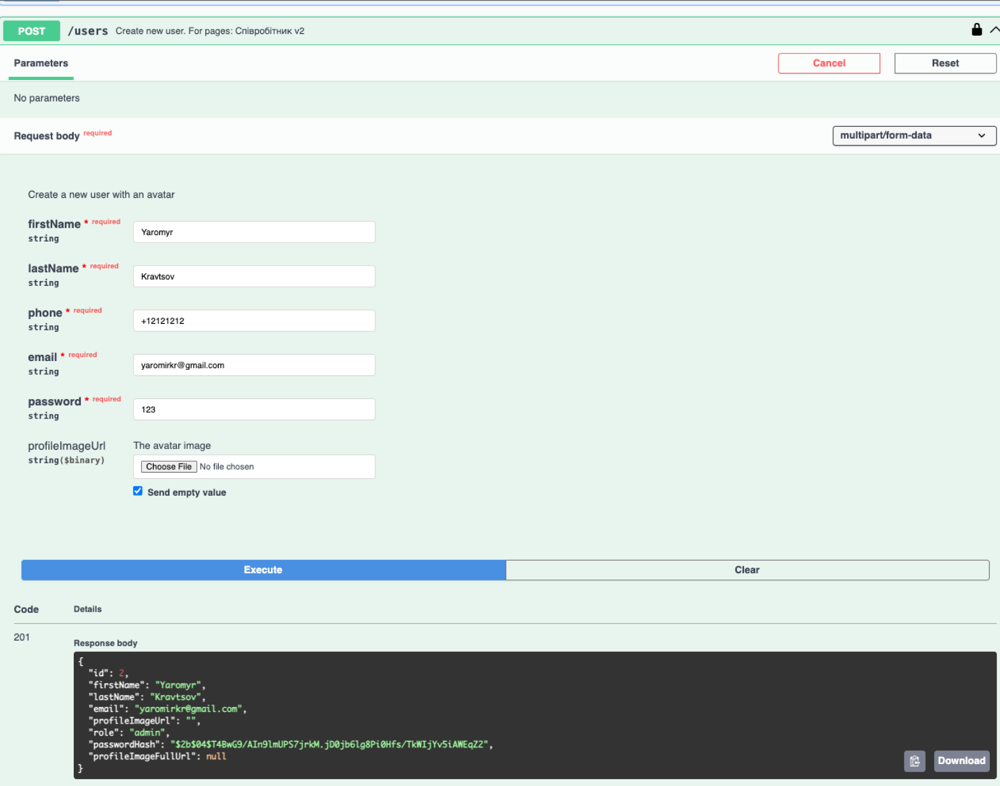 POST /users Create new user. For pages: Співробітник v2
Parameters Cancel Reset
No parameters
Request body required multipart/form-data
Create a new user with an avatar
firstName * required
string
Yaromyr
lastName * required
string
Kravtsov
phone * required
string
+12121212
email * required
string
yaromirkr@gmail.com
password * required
string
123
profileImageUrl
string($binary)
The avatar image
Choose File No file chosen
Send empty value
Execute Clear
Code Details
201
Response body
{
"id": 2,
"firstName": "Yaromyr",
"lastName": "Kravtsov",
"email": "yaromirkr@gmail.com",
"profileImageUrl": "",
"role": "admin",
"passwordHash": "$2b$04$T4BwG9/AIn9lmUPS7jrkM.jD0jb6lg8Pi0Hfs/TkWIjYv5iAWEqZ2",
"profileImageFullUrl": null
}
Download